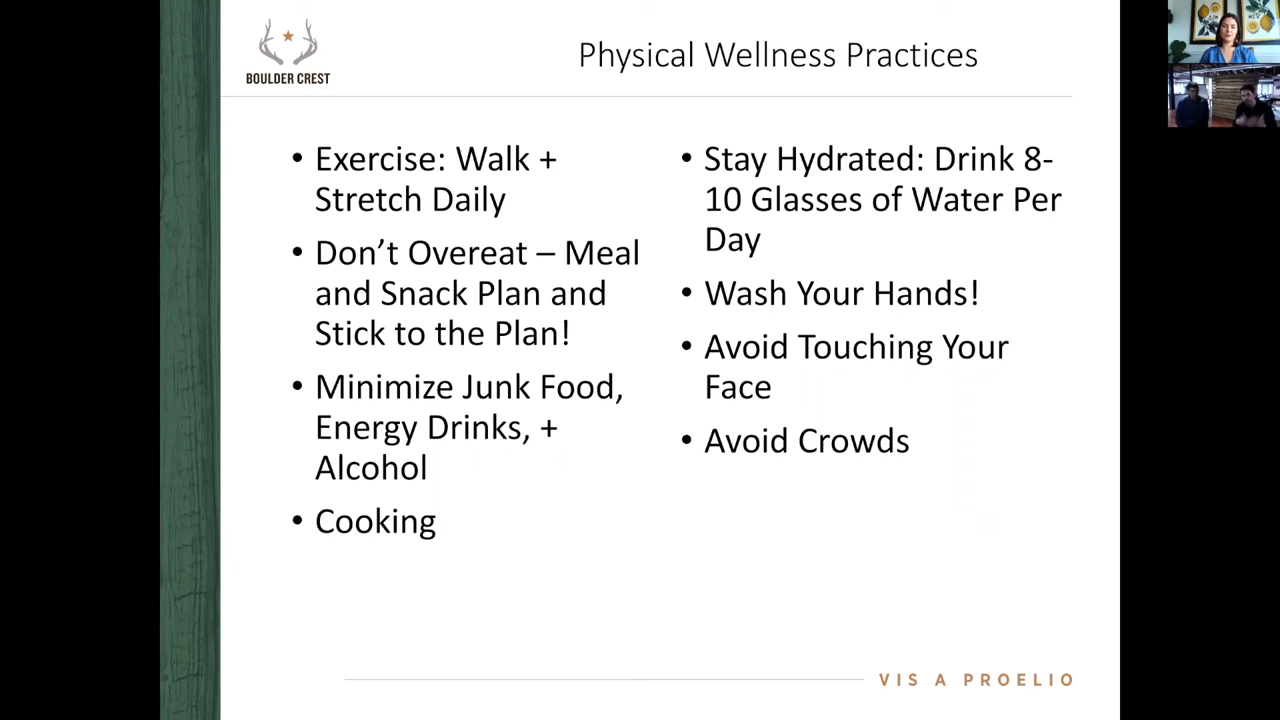 BOULDER CREST
Physical Wellness Practices
• Exercise: Walk +
Stretch Daily
• Don’t Overeat – Meal
and Snack Plan and
Stick to the Plan!
• Minimize Junk Food,
Energy Drinks, +
Alcohol
• Cooking
• Stay Hydrated: Drink 8-
10 Glasses of Water Per
Day
• Wash Your Hands!
• Avoid Touching Your
Face
• Avoid Crowds
VIS A PROELIO